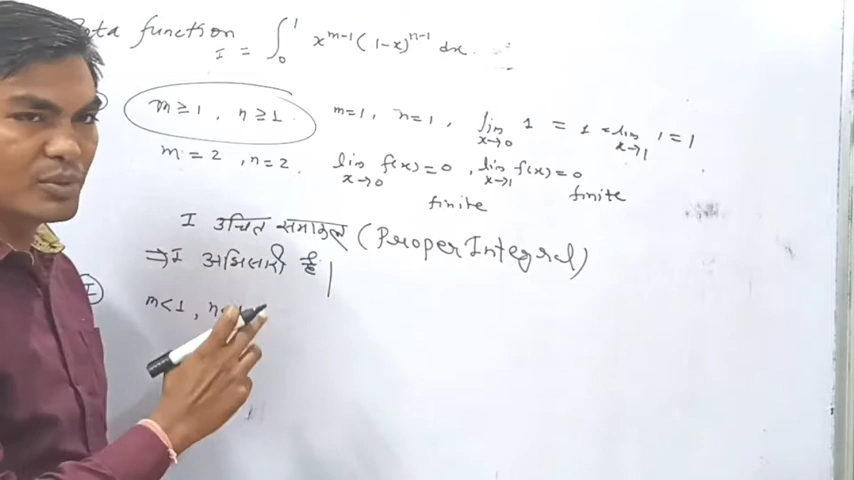 Beta function I = ∫₀¹ x^{m-1} (1-x)^{n-1} dx.
m ≥ 1 , n ≥ 1 m=1, n=1, lim x→0 1 = 1 = lim x→1 1 = 1
m = 2 , n = 2. lim x→0 f(x) = 0 , lim x→1 f(x) = 0
finite finite
I उचित समाकल (Proper Integral)
⇒ I अभिसारी है |
II
m<1 , n<